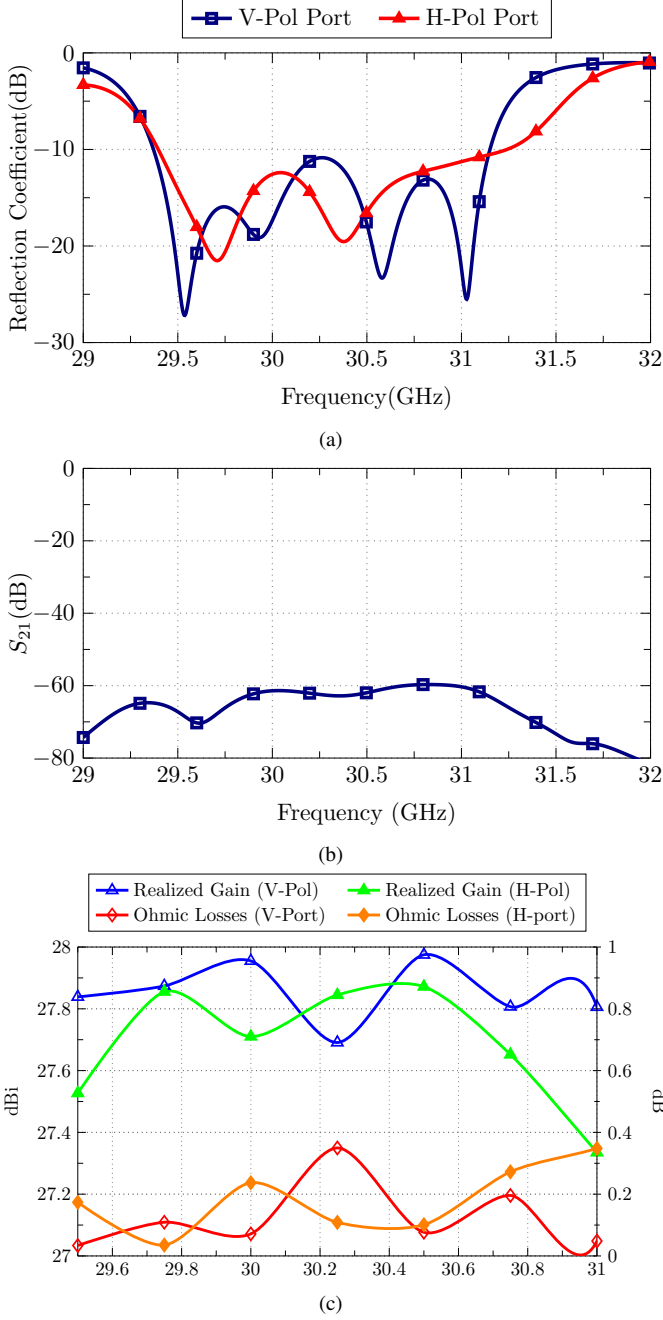 V-Pol Port H-Pol Port
0
−10
−20
−30
Reflection Coefficient(dB)
29 29.5 30 30.5 31 31.5 32
Frequency(GHz)
(a)
0
−20
−40
−60
−80
S21(dB)
29 29.5 30 30.5 31 31.5 32
Frequency (GHz)
(b)
Realized Gain (V-Pol) Realized Gain (H-Pol)
Ohmic Losses (V-Port) Ohmic Losses (H-port)
28 1
27.8 0.8
27.6 0.6
27.4 0.4
27.2 0.2
27 0
dBi
dB
29.6 29.8 30 30.2 30.4 30.6 30.8 31
(c)